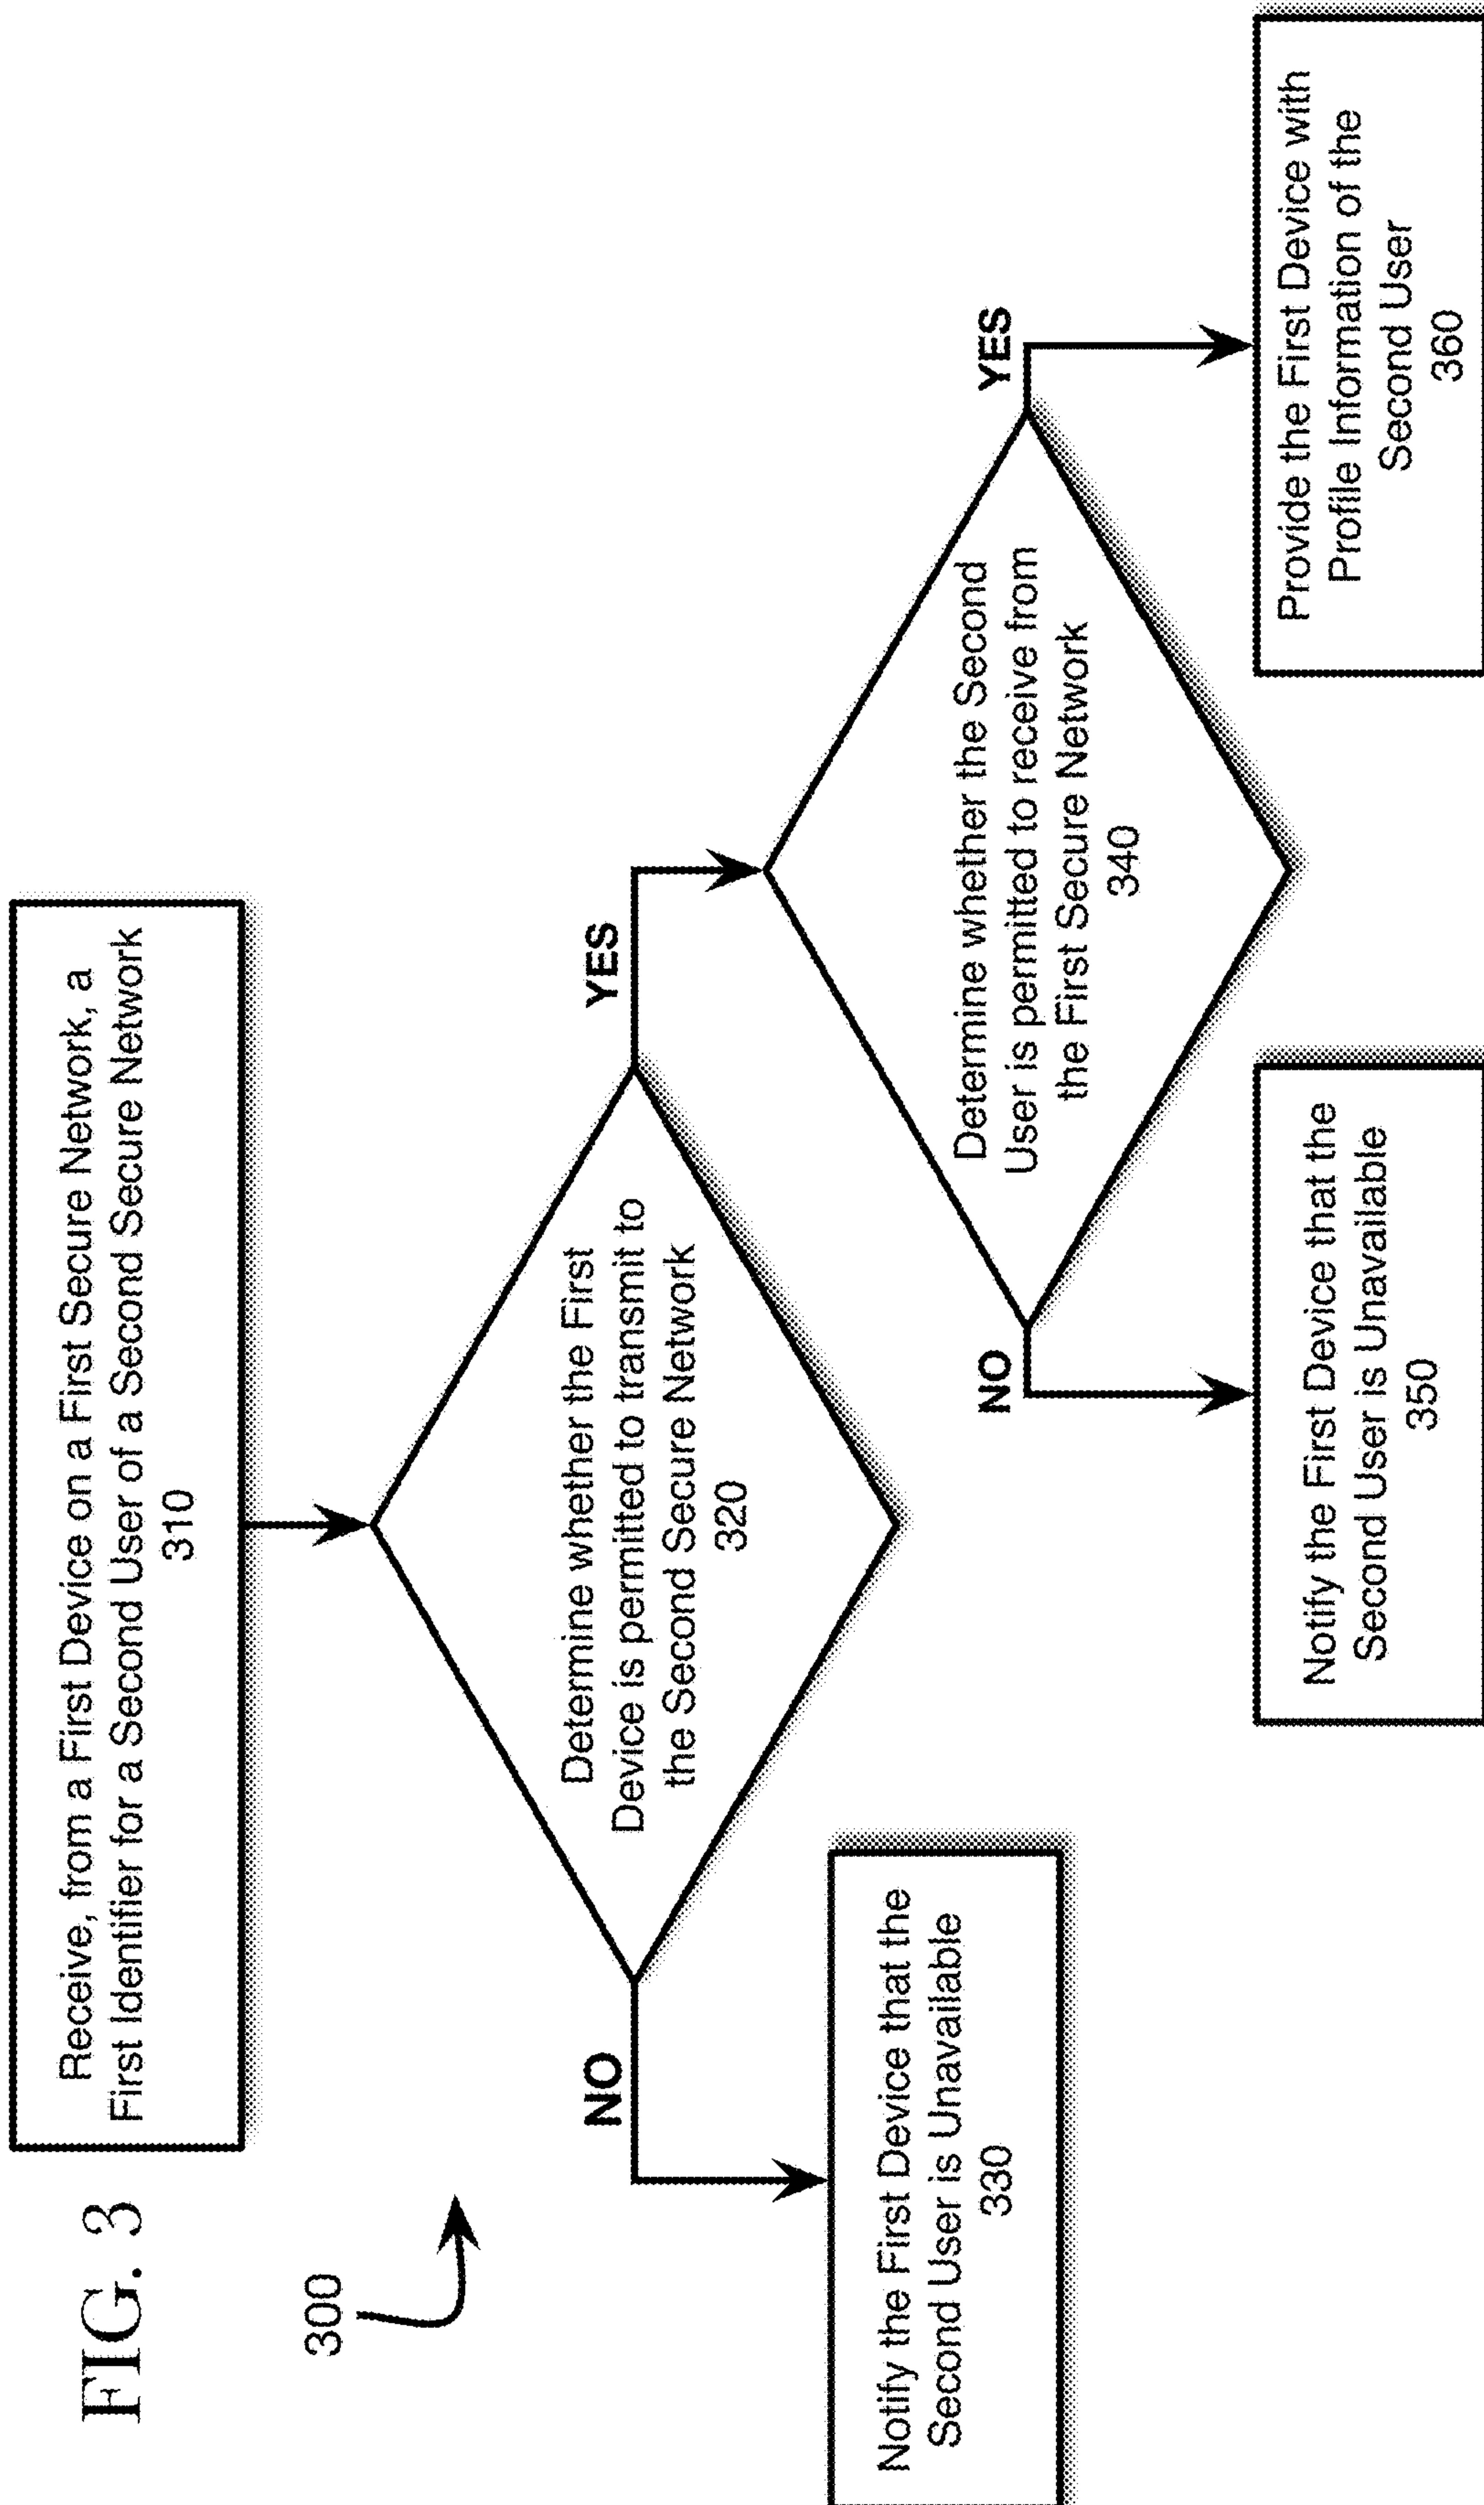 FIG. 3
300
Receive, from a First Device on a First Secure Network, a
First Identifier for a Second User of a Second Secure Network
310
Determine whether the First
Device is permitted to transmit to
the Second Secure Network
320
NO
YES
Notify the First Device that the
Second User is Unavailable
330
Determine whether the Second
User is permitted to receive from
the First Secure Network
340
NO
YES
Notify the First Device that the
Second User is Unavailable
350
Provide the First Device with
Profile Information of the
Second User
360